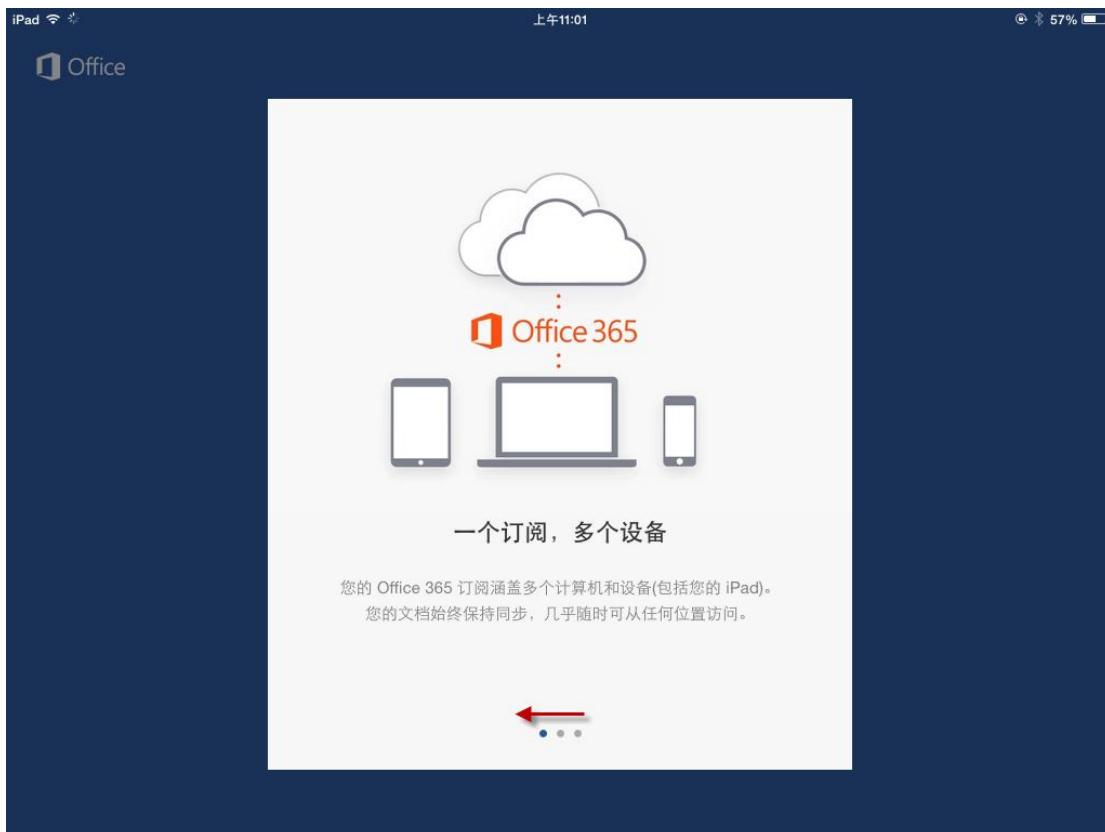 iPad 上午11:01 57%
Office
Office 365
一个订阅，多个设备
您的 Office 365 订阅涵盖多个计算机和设备(包括您的 iPad)。
您的文档始终保持同步，几乎随时可从任何位置访问。